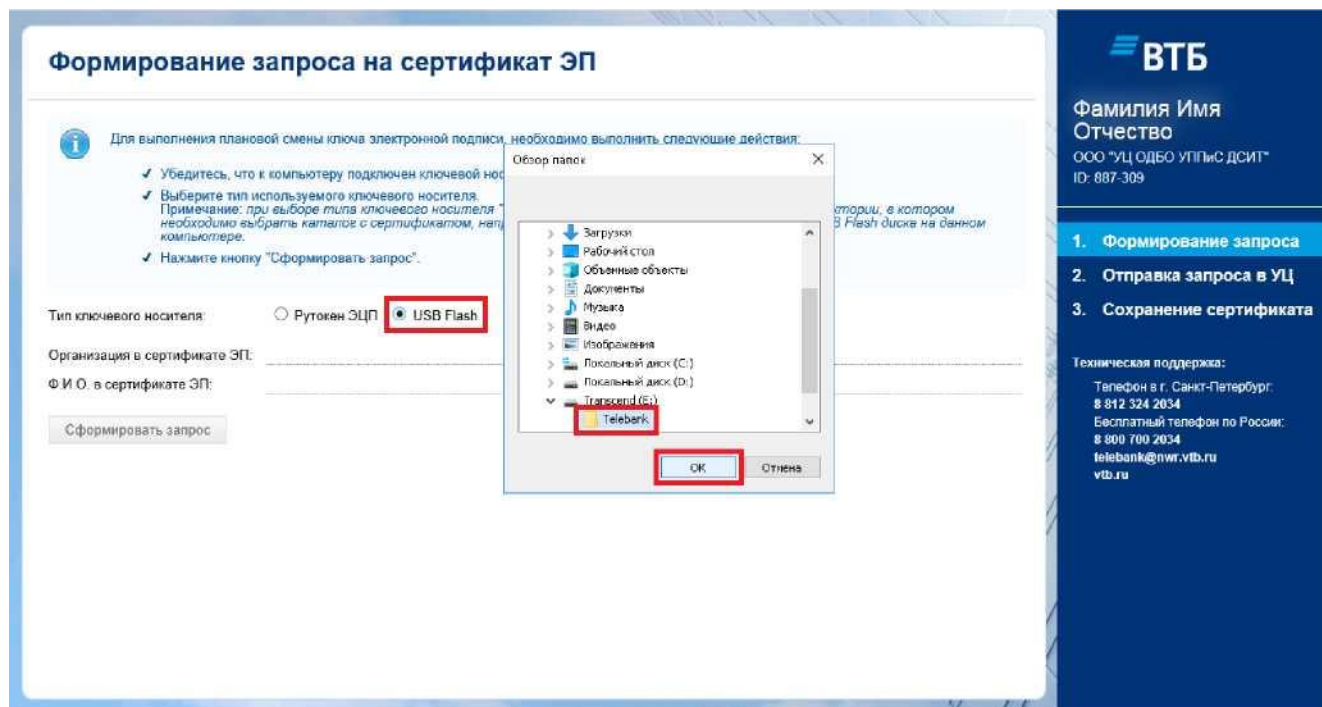 Формирование запроса на сертификат ЭП
Для выполнения плановой смены ключа электронной подписи, необходимо выполнить следующие действия:
✓ Убедитесь, что к компьютеру подключен ключевой нос
✓ Выберите тип используемого ключевого носителя.
Примечание: при выборе типа ключевого носителя "
тории, в котором
необходимо выбрать каталог с сертификатом, нап
B Flash диске на данном
компьютере.
✓ Нажмите кнопку "Сформировать запрос".
Тип ключевого носителя:
Рутокен ЭЦП
USB Flash
Организация в сертификате ЭП:
Ф И О. в сертификате ЭП:
Сформировать запрос
Обзор папок
Загрузки
Рабочий стол
Объемные объекты
Документы
Музыка
Видео
Изображения
Локальный диск (C:)
Локальный диск (D:)
Transcend (E:)
Telebank
ОК
Отмена
ВТБ
Фамилия Имя
Отчество
ООО "УЦ ОДБО УППиС ДСИТ"
ID: 887-309
1. Формирование запроса
2. Отправка запроса в УЦ
3. Сохранение сертификата
Техническая поддержка:
Телефон в г. Санкт-Петербург:
8 812 324 2034
Бесплатный телефон по России:
8 800 700 2034
telebank@nwr.vtb.ru
vtb.ru